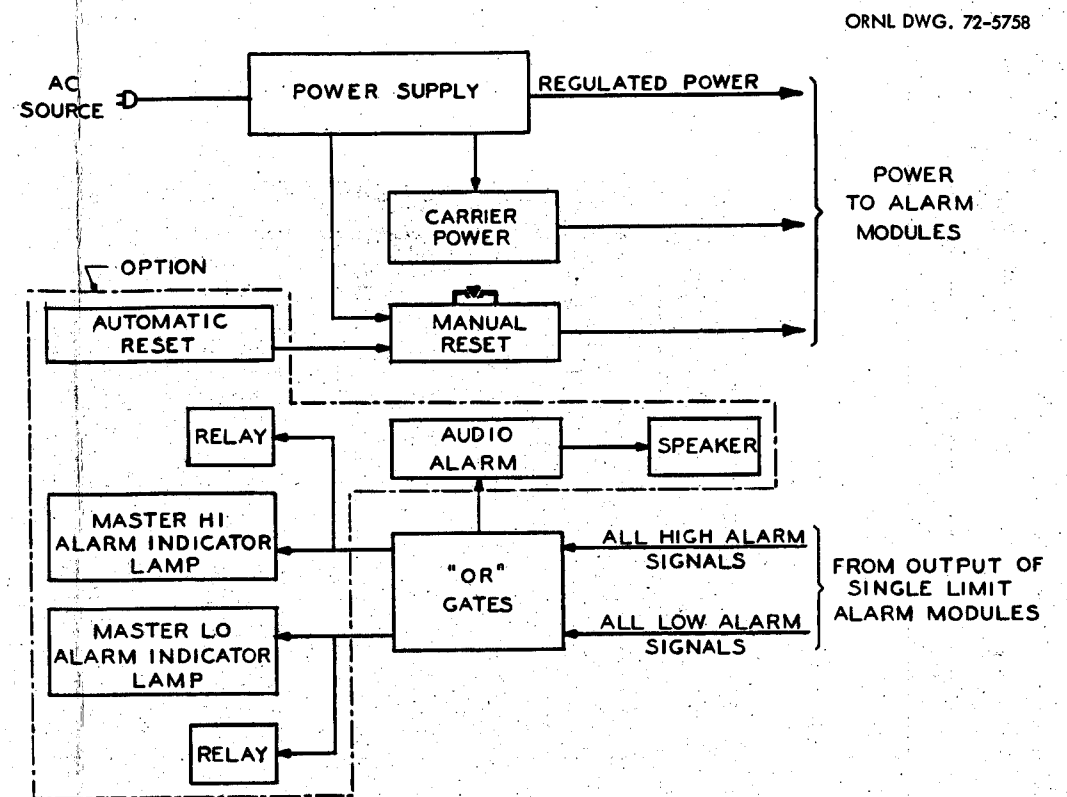 ORNL DWG. 72-5758
AC
SOURCE
POWER SUPPLY
REGULATED POWER
CARRIER
POWER
POWER
TO ALARM
MODULES
OPTION
AUTOMATIC
RESET
MANUAL
RESET
RELAY
AUDIO
ALARM
SPEAKER
MASTER HI
ALARM INDICATOR
LAMP
"OR"
GATES
ALL HIGH ALARM
SIGNALS
ALL LOW ALARM
SIGNALS
FROM OUTPUT OF
SINGLE LIMIT
ALARM MODULES
MASTER LO
ALARM INDICATOR
LAMP
RELAY